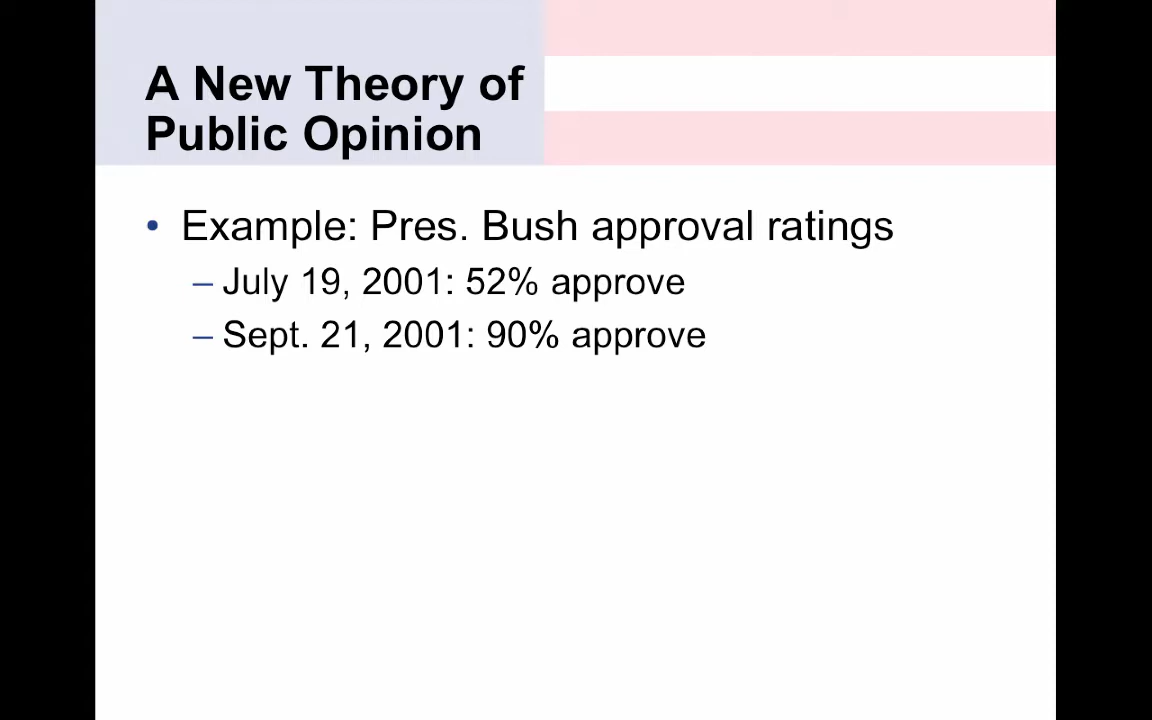 A New Theory of
Public Opinion
• Example: Pres. Bush approval ratings
– July 19, 2001: 52% approve
– Sept. 21, 2001: 90% approve